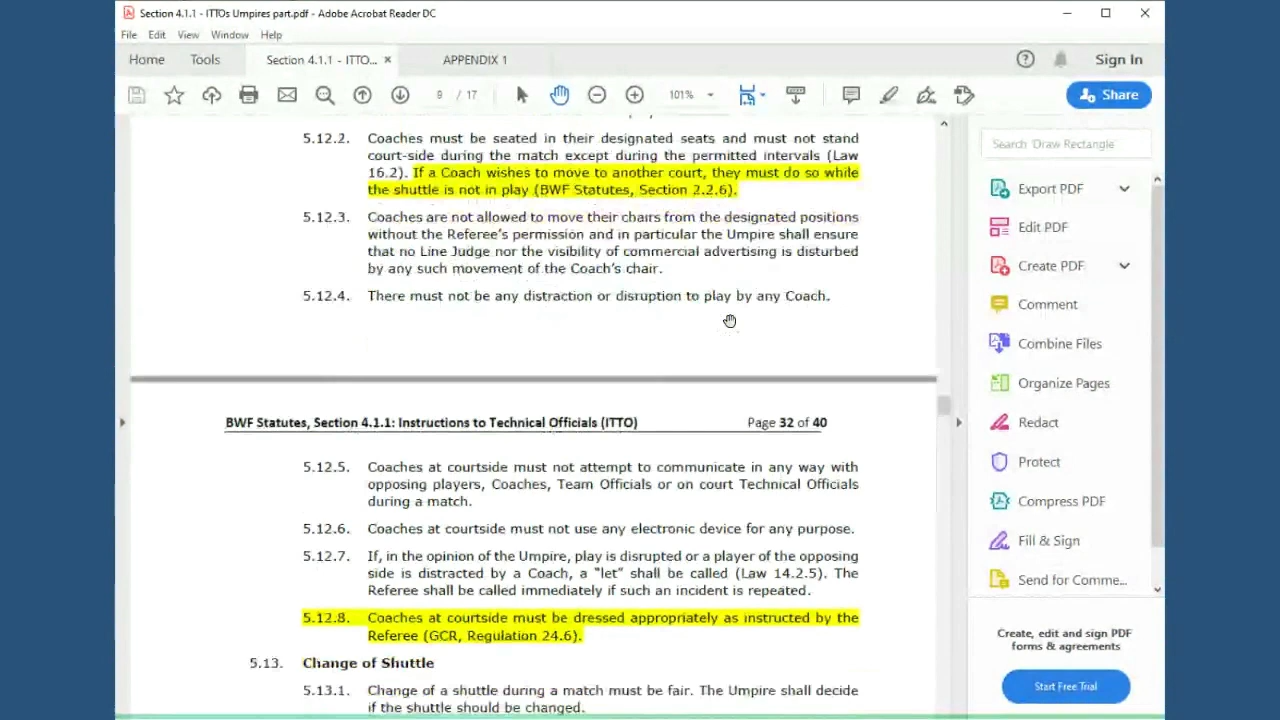 Section 4.1.1 - ITTOs Umpires part.pdf - Adobe Acrobat Reader DC
File Edit View Window Help
Home Tools Section 4.1.1 - ITTO... × APPENDIX 1 Sign In
9 / 17 101% Share
5.12.2. Coaches must be seated in their designated seats and must not stand
court-side during the match except during the permitted intervals (Law
16.2). If a Coach wishes to move to another court, they must do so while
the shuttle is not in play (BWF Statutes, Section 2.2.6).
5.12.3. Coaches are not allowed to move their chairs from the designated positions
without the Referee's permission and in particular the Umpire shall ensure
that no Line Judge nor the visibility of commercial advertising is disturbed
by any such movement of the Coach's chair.
5.12.4. There must not be any distraction or disruption to play by any Coach.
BWF Statutes, Section 4.1.1: Instructions to Technical Officials (ITTO) Page 32 of 40
5.12.5. Coaches at courtside must not attempt to communicate in any way with
opposing players, Coaches, Team Officials or on court Technical Officials
during a match.
5.12.6. Coaches at courtside must not use any electronic device for any purpose.
5.12.7. If, in the opinion of the Umpire, play is disrupted or a player of the opposing
side is distracted by a Coach, a "let" shall be called (Law 14.2.5). The
Referee shall be called immediately if such an incident is repeated.
5.12.8. Coaches at courtside must be dressed appropriately as instructed by the
Referee (GCR, Regulation 24.6).
5.13. Change of Shuttle
5.13.1. Change of a shuttle during a match must be fair. The Umpire shall decide
if the shuttle should be changed.
Search 'Draw Rectangle'
Export PDF
Edit PDF
Create PDF
Comment
Combine Files
Organize Pages
Redact
Protect
Compress PDF
Fill & Sign
Send for Comme...
Create, edit and sign PDF
forms & agreements
Start Free Trial